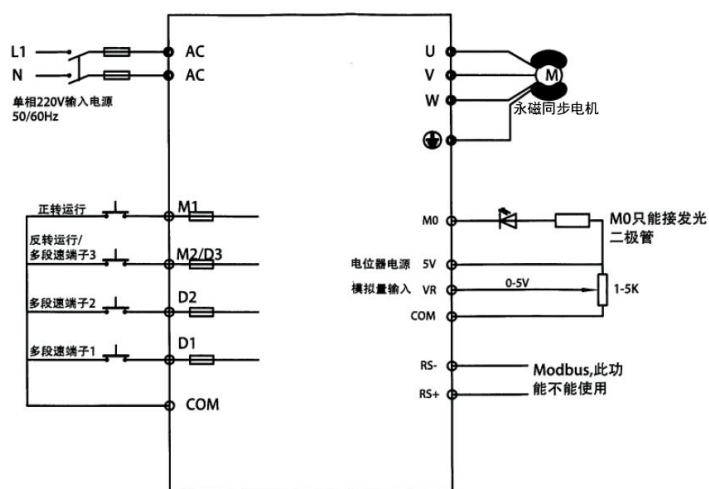 L1
AC
N
AC
单相220V输入电源
50/60Hz
U
V
W
M
永磁同步电机
正转运行
M1
反转运行/
多段速端子3
M2/D3
多段速端子2
D2
多段速端子1
D1
COM
M0
M0只能接发光
二极管
电位器电源
5V
模拟量输入
VR
0-5V
1-5K
COM
RS-
RS+
Modbus,此功
能不能使用